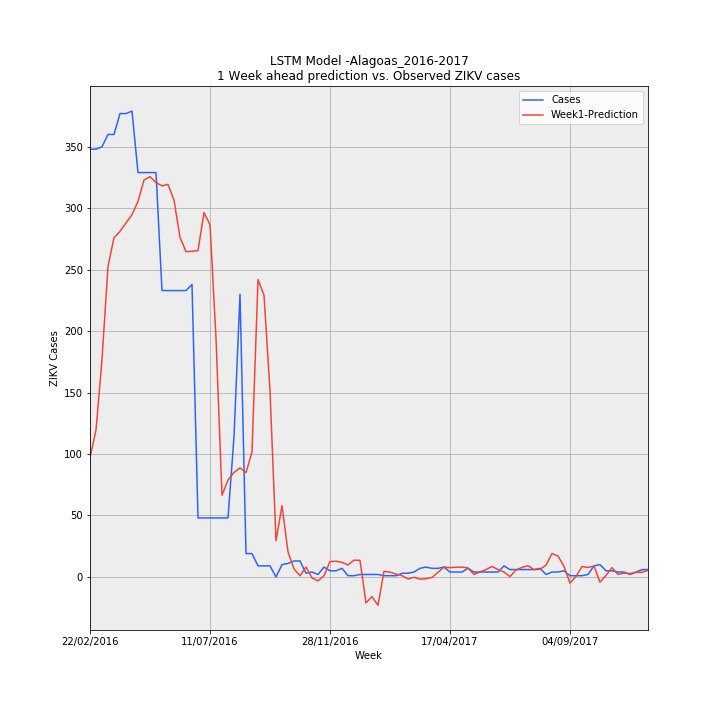 LSTM Model -Alagoas_2016-2017
1 Week ahead prediction vs. Observed ZIKV cases
Cases
Week1-Prediction
350
300
250
200
150
100
50
0
ZIKV Cases
22/02/2016
11/07/2016
28/11/2016
17/04/2017
04/09/2017
Week